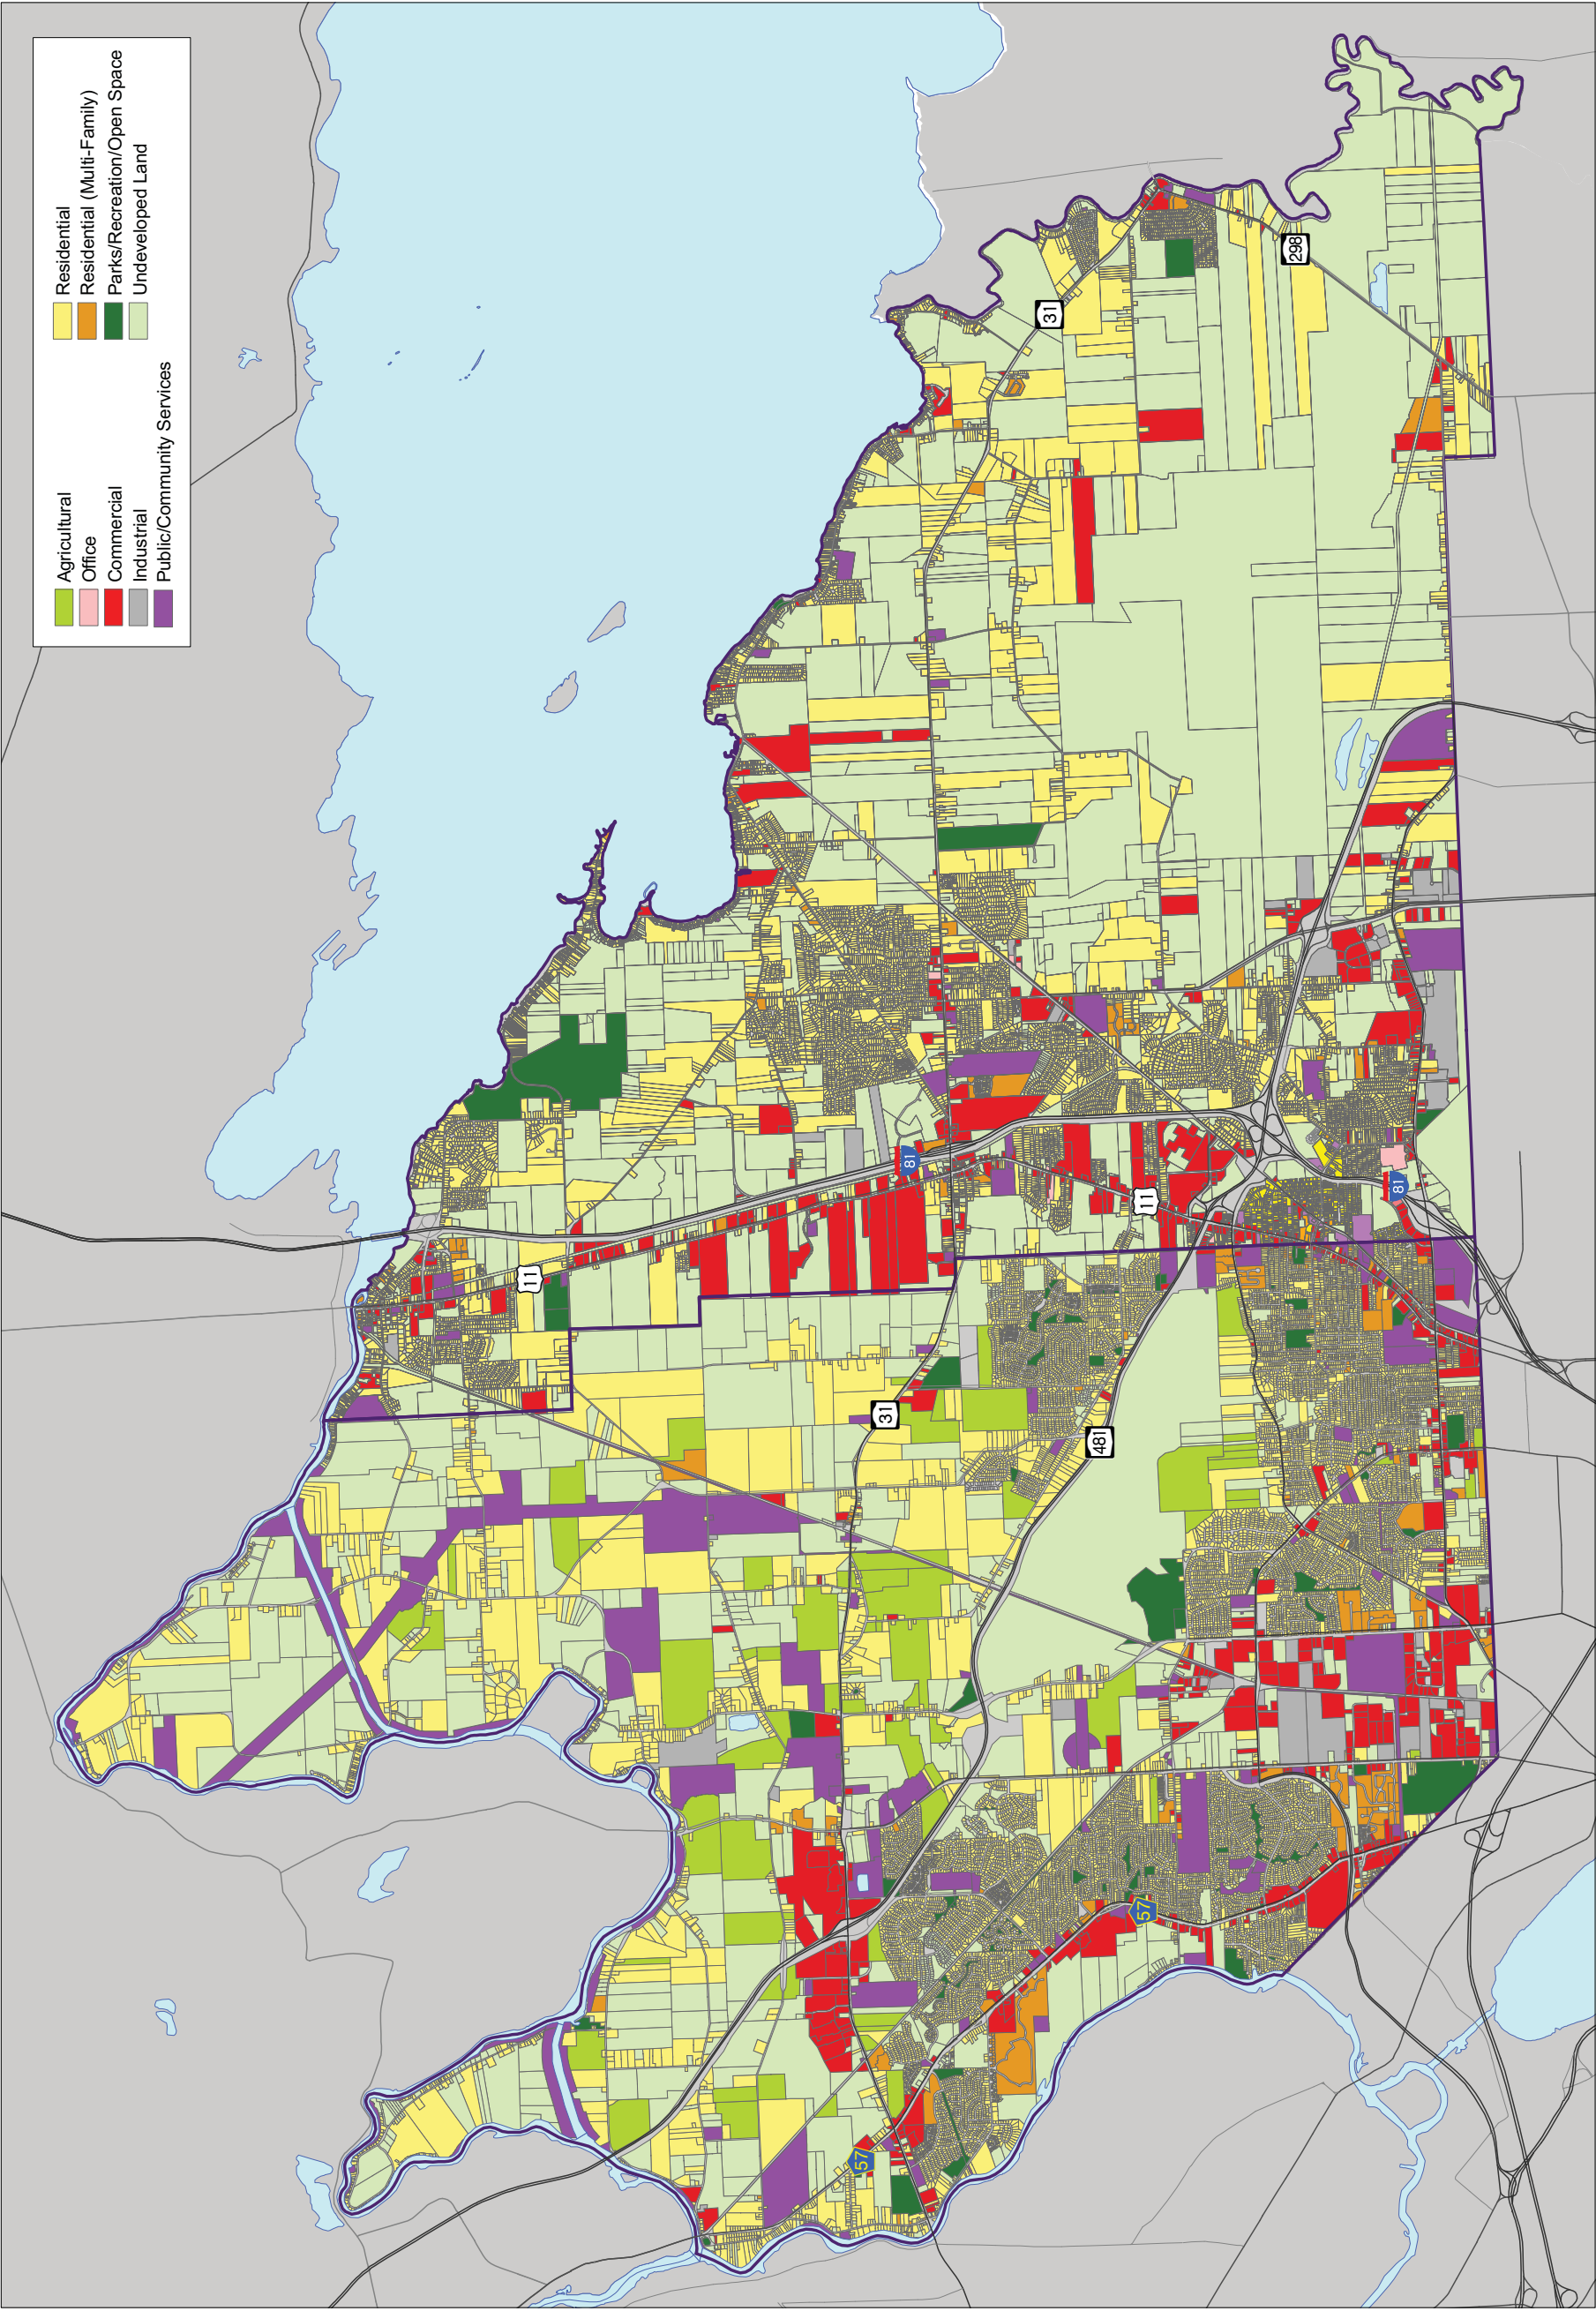 Agricultural
Office
Commercial
Industrial
Public/Community Services
Residential
Residential (Multi-Family)
Parks/Recreation/Open Space
Undeveloped Land
298
31
81
11
81
11
31
481
57
57